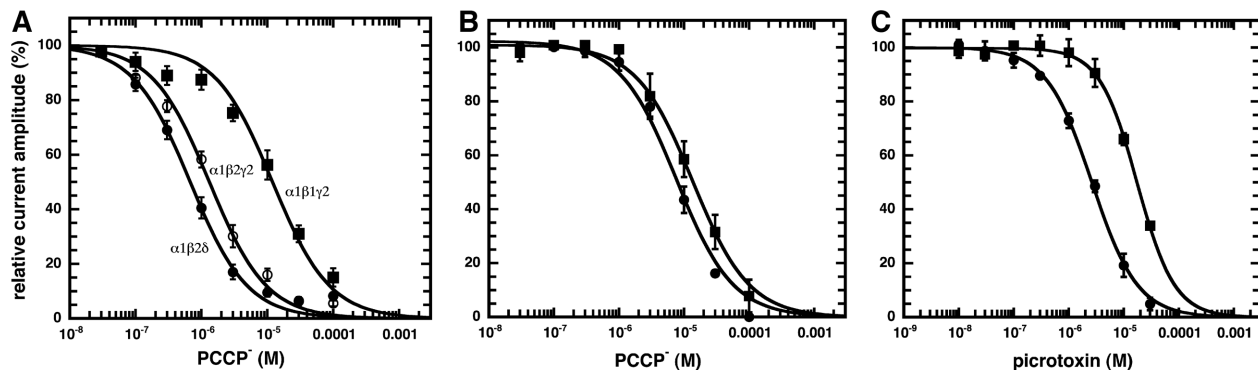 A
B
C
relative current amplitude (%)
100
80
60
40
20
0
α1β2γ2
α1β1γ2
α1β2δ
10⁻⁸ 10⁻⁷ 10⁻⁶ 10⁻⁵ 0.0001 0.001
PCCP⁻ (M)
100
80
60
40
20
0
10⁻⁸ 10⁻⁷ 10⁻⁶ 10⁻⁵ 0.0001 0.001
PCCP⁻ (M)
100
80
60
40
20
0
10⁻⁹ 10⁻⁸ 10⁻⁷ 10⁻⁶ 10⁻⁵ 0.0001 0.001
picrotoxin (M)